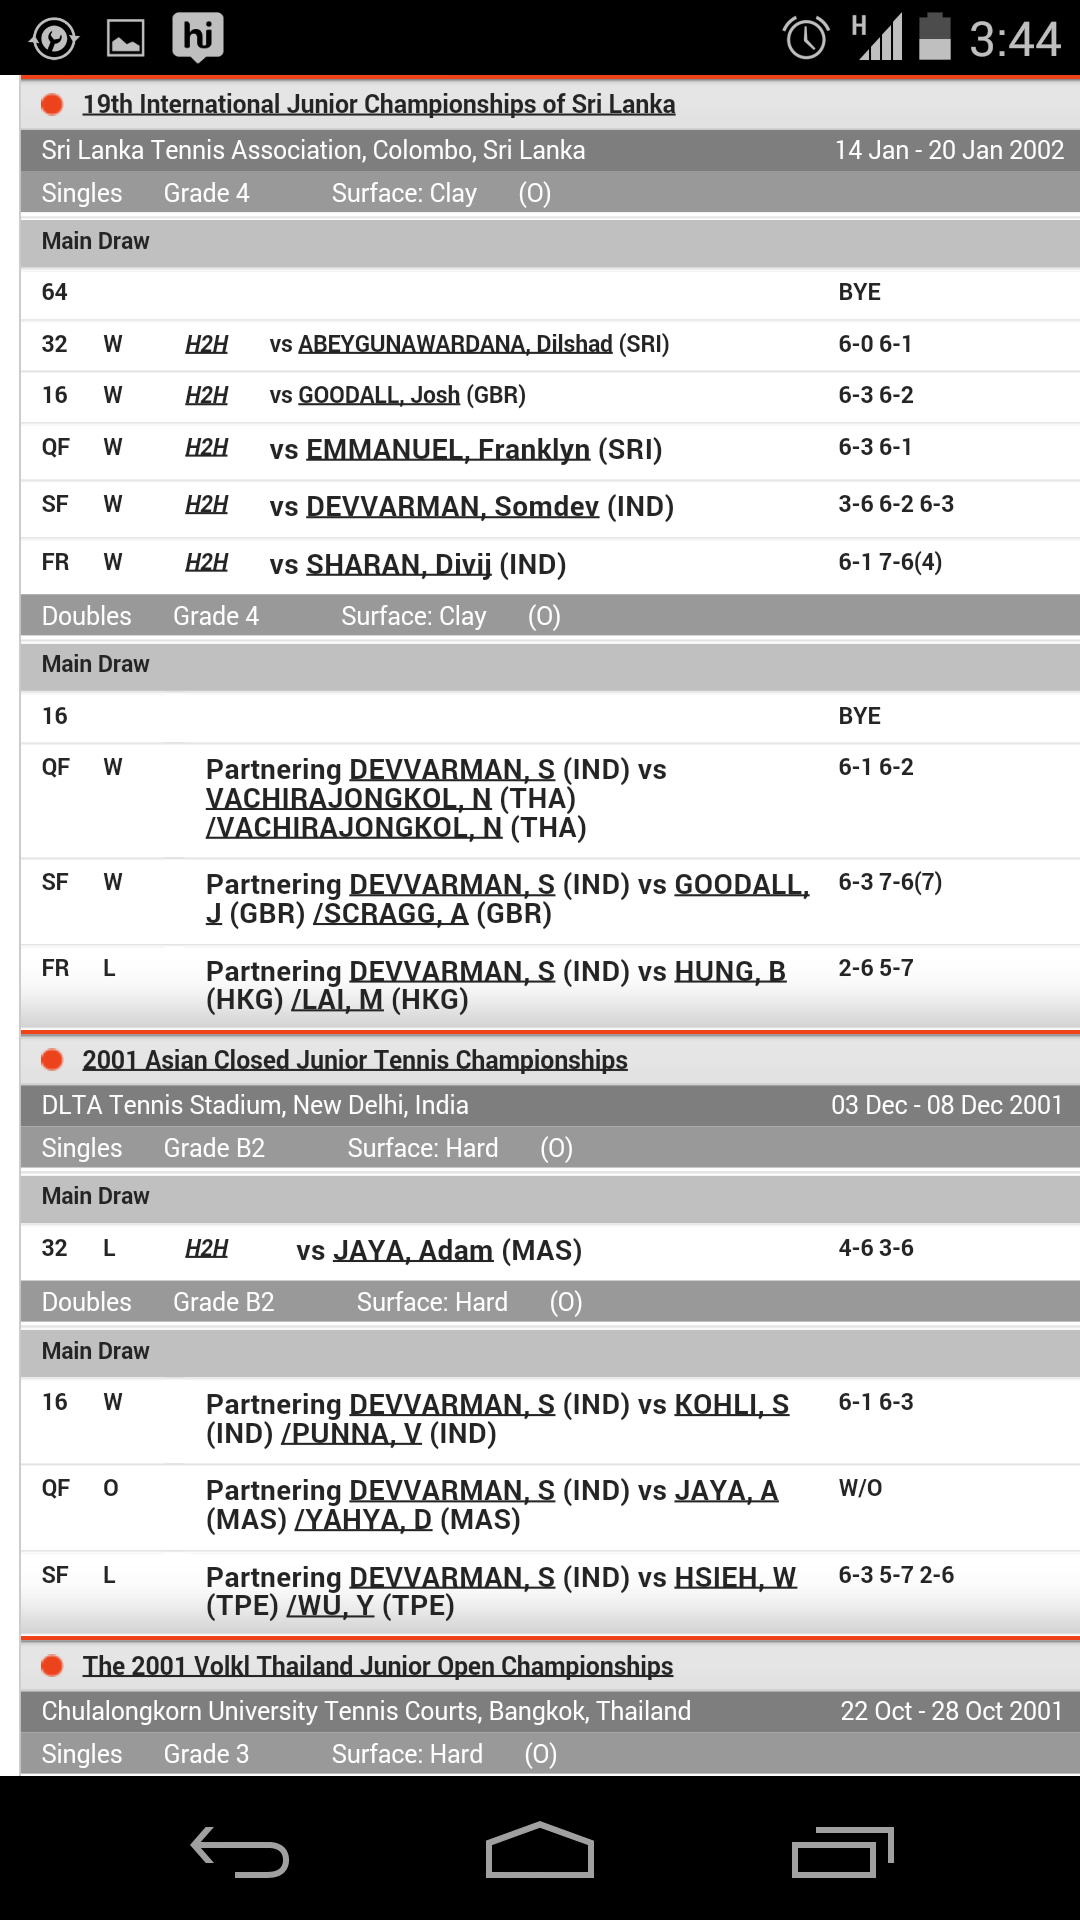 hi H 3:44
19th International Junior Championships of Sri Lanka
Sri Lanka Tennis Association, Colombo, Sri Lanka 14 Jan - 20 Jan 2002
Singles Grade 4 Surface: Clay (O)
Main Draw
64 BYE
32 W H2H vs ABEYGUNAWARDANA, Dilshad (SRI) 6-0 6-1
16 W H2H vs GOODALL, Josh (GBR) 6-3 6-2
QF W H2H vs EMMANUEL, Franklyn (SRI) 6-3 6-1
SF W H2H vs DEVVARMAN, Somdev (IND) 3-6 6-2 6-3
FR W H2H vs SHARAN, Divij (IND) 6-1 7-6(4)
Doubles Grade 4 Surface: Clay (O)
Main Draw
16 BYE
QF W Partnering DEVVARMAN, S (IND) vs 6-1 6-2
VACHIRAJONGKOL, N (THA)
/VACHIRAJONGKOL, N (THA)
SF W Partnering DEVVARMAN, S (IND) vs GOODALL, 6-3 7-6(7)
J (GBR) /SCRAGG, A (GBR)
FR L Partnering DEVVARMAN, S (IND) vs HUNG, B 2-6 5-7
(HKG) /LAI, M (HKG)
2001 Asian Closed Junior Tennis Championships
DLTA Tennis Stadium, New Delhi, India 03 Dec - 08 Dec 2001
Singles Grade B2 Surface: Hard (O)
Main Draw
32 L H2H vs JAYA, Adam (MAS) 4-6 3-6
Doubles Grade B2 Surface: Hard (O)
Main Draw
16 W Partnering DEVVARMAN, S (IND) vs KOHLI, S 6-1 6-3
(IND) /PUNNA, V (IND)
QF O Partnering DEVVARMAN, S (IND) vs JAYA, A W/O
(MAS) /YAHYA, D (MAS)
SF L Partnering DEVVARMAN, S (IND) vs HSIEH, W 6-3 5-7 2-6
(TPE) /WU, Y (TPE)
The 2001 Volkl Thailand Junior Open Championships
Chulalongkorn University Tennis Courts, Bangkok, Thailand 22 Oct - 28 Oct 2001
Singles Grade 3 Surface: Hard (O)